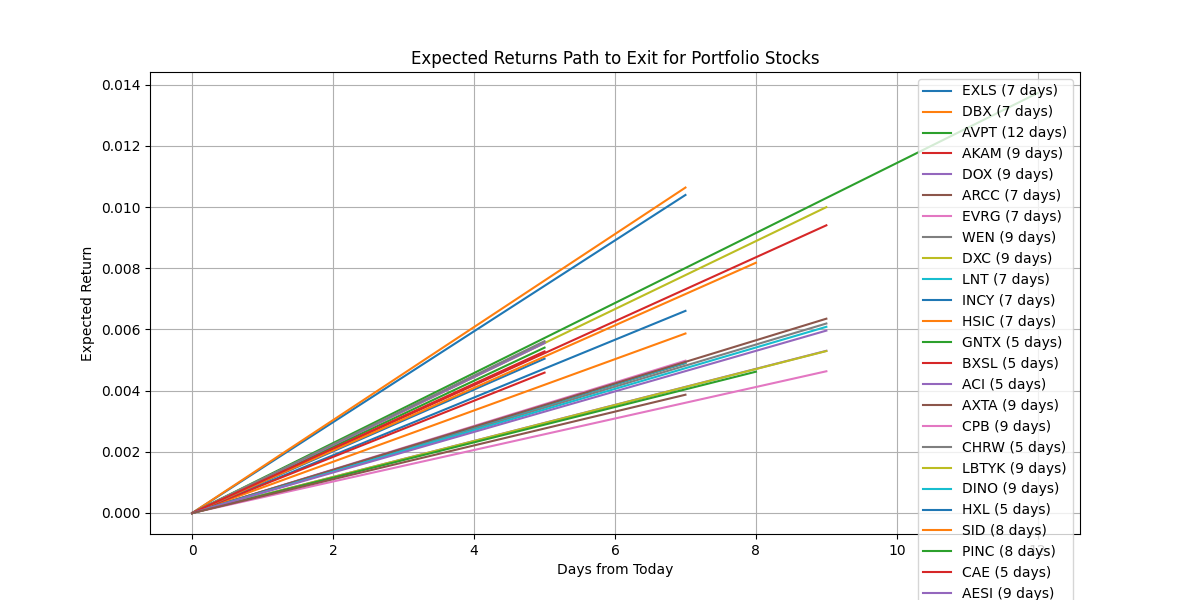 Expected Returns Path to Exit for Portfolio Stocks
Expected Return
0.014
0.012
0.010
0.008
0.006
0.004
0.002
0.000
0
2
4
6
8
10
Days from Today
EXLS (7 days)
DBX (7 days)
AVPT (12 days)
AKAM (9 days)
DOX (9 days)
ARCC (7 days)
EVRG (7 days)
WEN (9 days)
DXC (9 days)
LNT (7 days)
INCY (7 days)
HSIC (7 days)
GNTX (5 days)
BXSL (5 days)
ACI (5 days)
AXTA (9 days)
CPB (9 days)
CHRW (5 days)
LBTYK (9 days)
DINO (9 days)
HXL (5 days)
SID (8 days)
PINC (8 days)
CAE (5 days)
AESI (9 days)